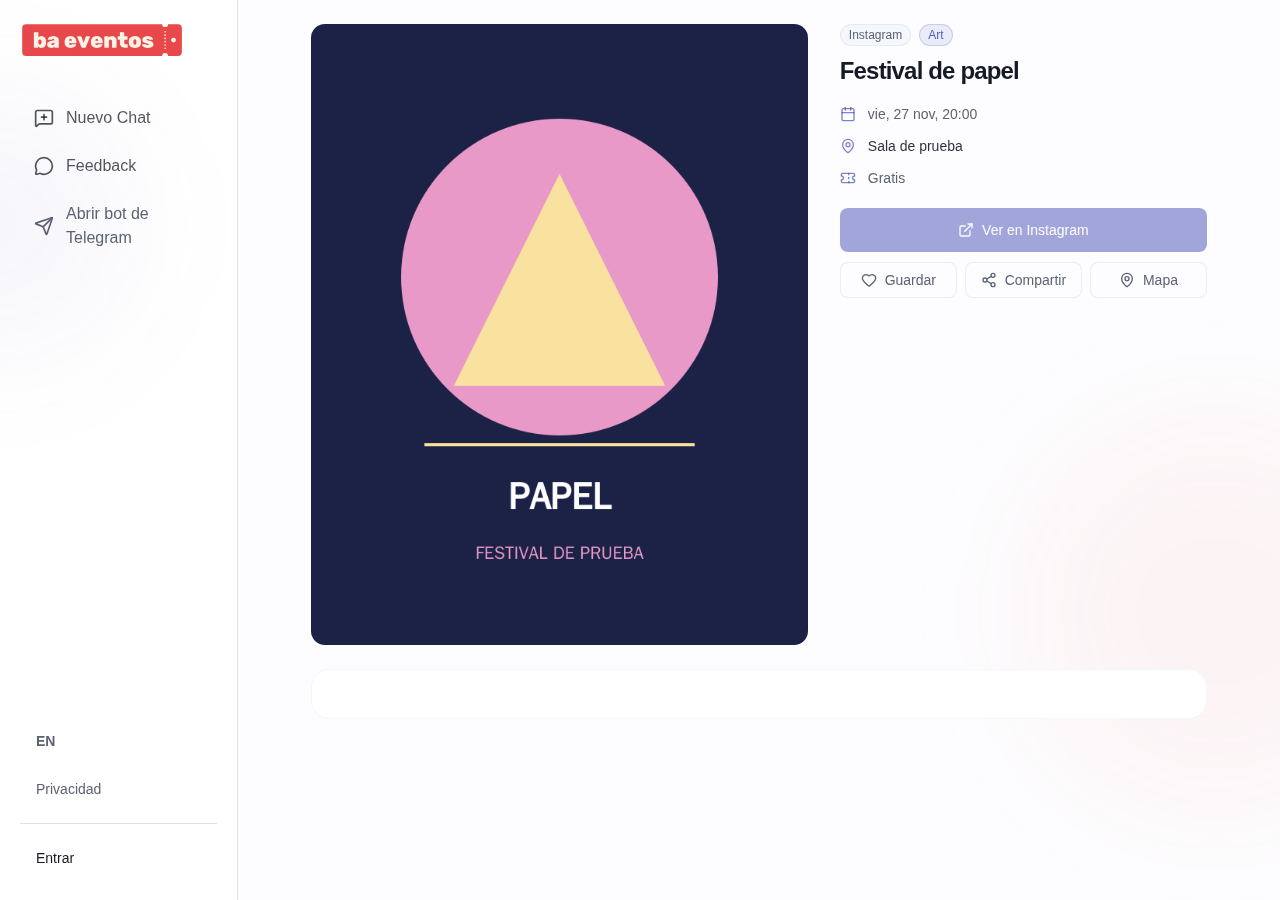 ba eventos
Nuevo Chat
Feedback
Abrir bot de
Telegram
EN
Privacidad
Entrar
PAPEL
FESTIVAL DE PRUEBA
Instagram
Art
Festival de papel
vie, 27 nov, 20:00
Sala de prueba
Gratis
Ver en Instagram
Guardar
Compartir
Mapa